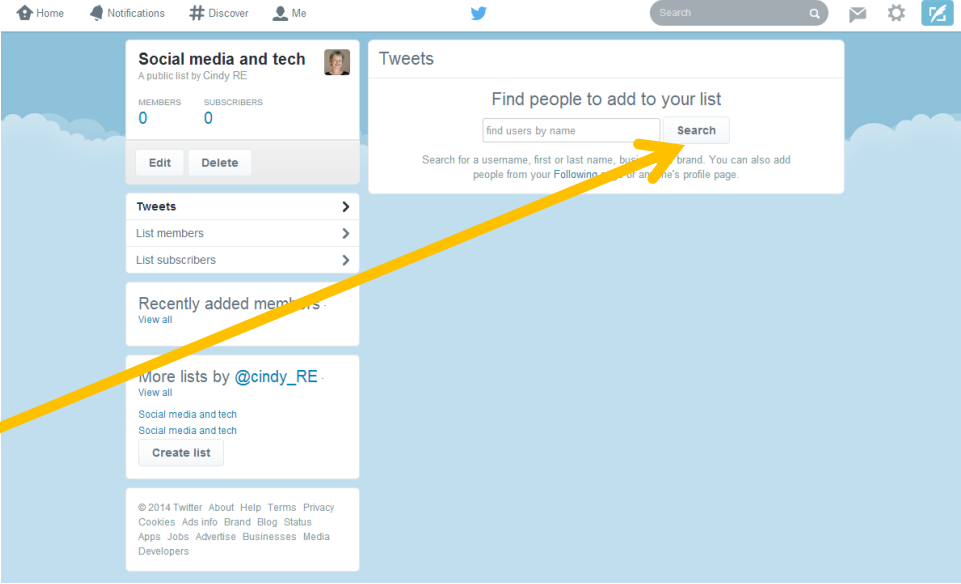 Home Notifications Discover Me Search
Social media and tech
A public list by Cindy RE
MEMBERS SUBSCRIBERS
0 0
Edit Delete
Tweets
List members
List subscribers
Recently added members ·
View all
More lists by @cindy_RE ·
View all
Social media and tech
Social media and tech
Create list
© 2014 Twitter About Help Terms Privacy
Cookies Ads info Brand Blog Status
Apps Jobs Advertise Businesses Media
Developers
Tweets
Find people to add to your list
find users by name Search
Search for a username, first or last name, brand. You can also add
people from your Following or profile page.